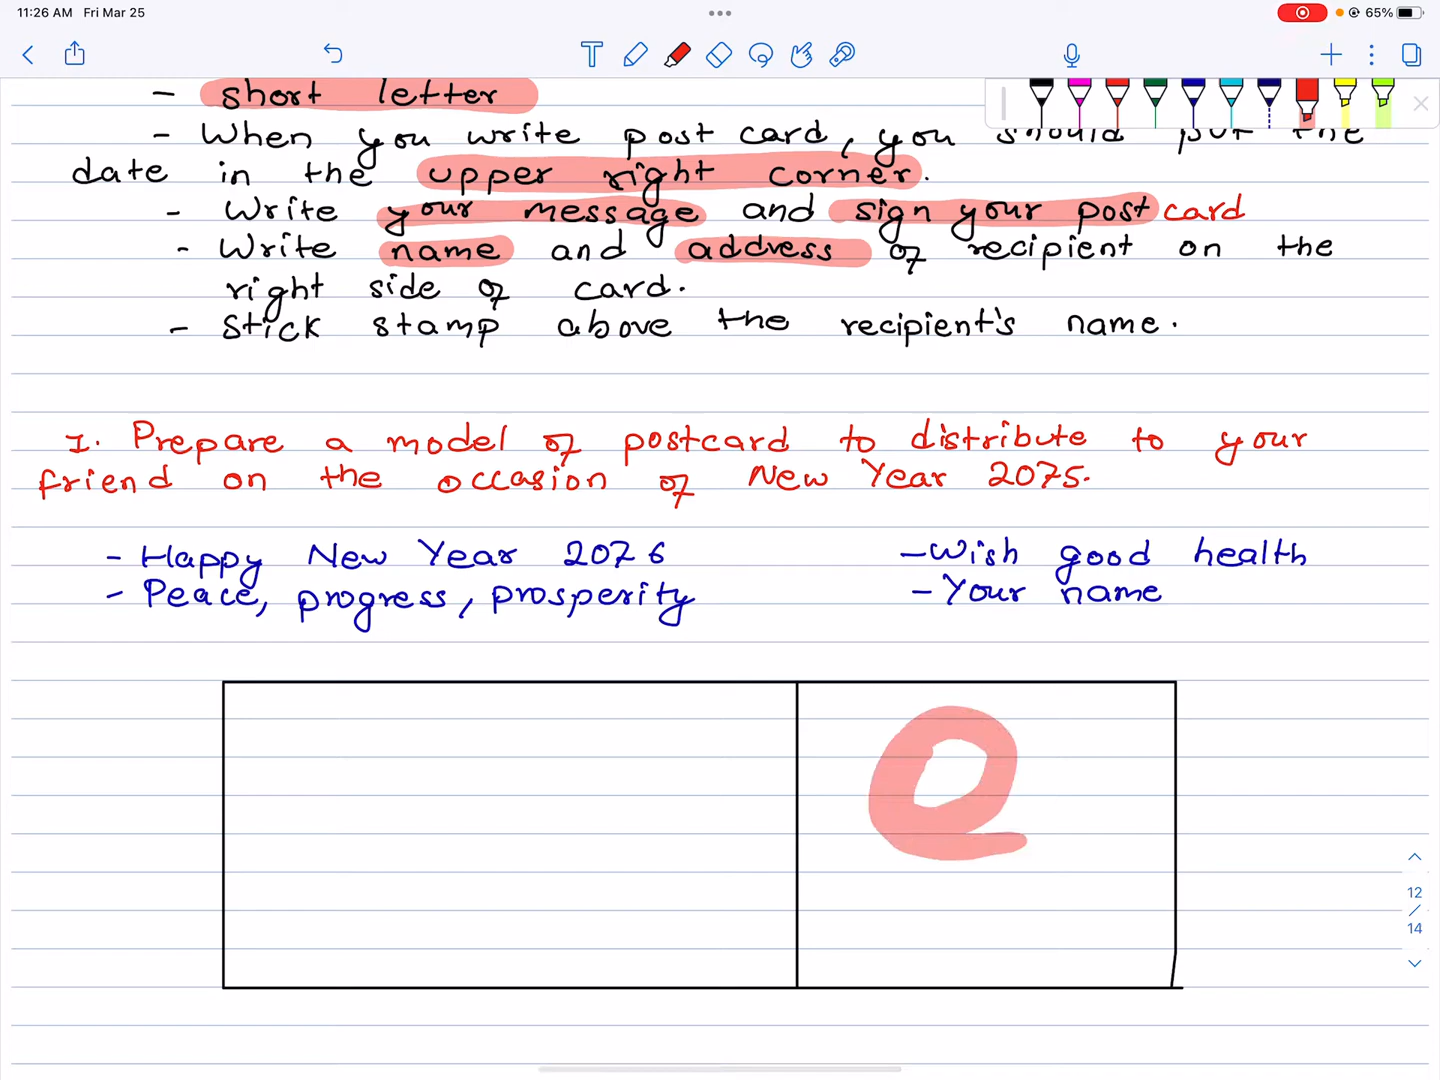 11:26 AM Fri Mar 25
65%
- short letter
- When you write post card, you should put the
date in the upper right corner.
- Write your message and sign your post card
- Write name and address of recipient on the
right side of card.
- Stick stamp above the recipient's name.
1. Prepare a model of postcard to distribute to your
friend on the occasion of New Year 2075.
- Happy New Year 2076
- Peace, progress, prosperity
- Wish good health
- Your name
12
/
14